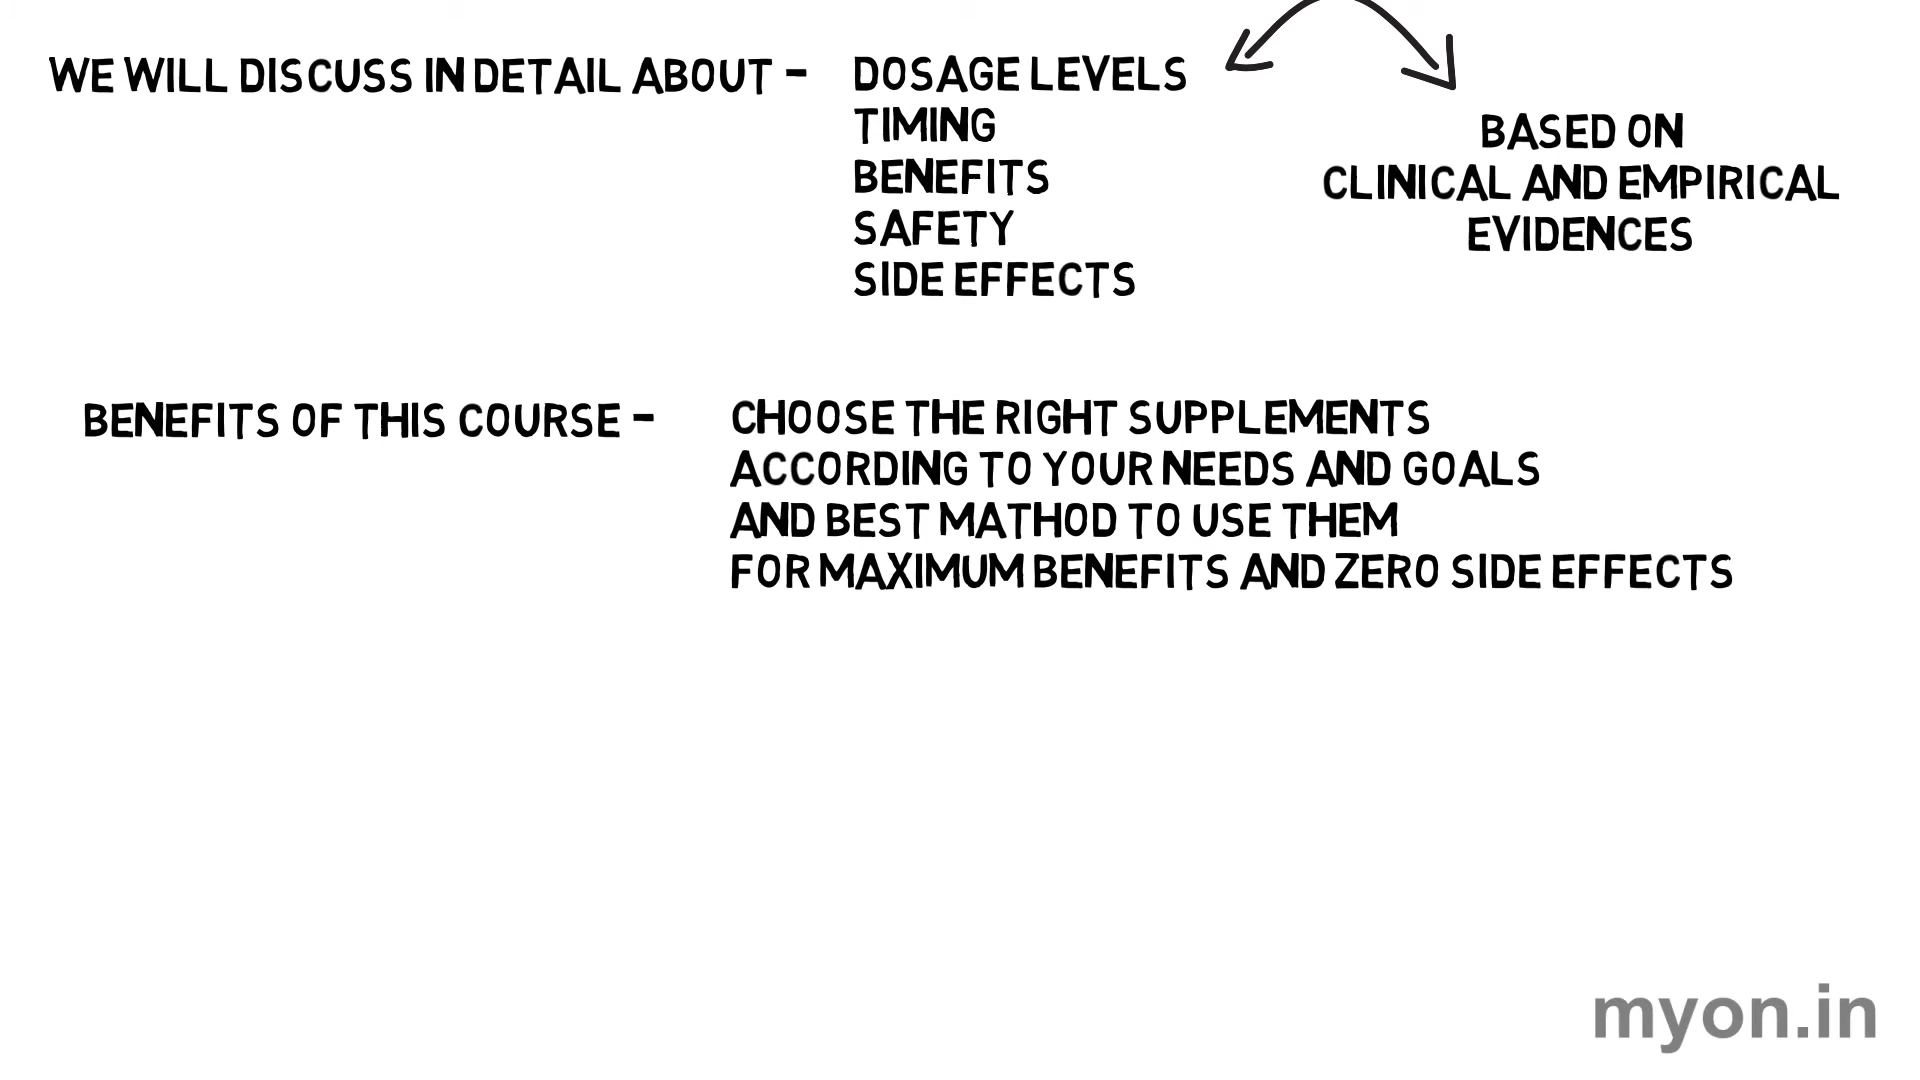 WE WILL DISCUSS IN DETAIL ABOUT - DOSAGE LEVELS
TIMING
BENEFITS
SAFETY
SIDE EFFECTS
BASED ON
CLINICAL AND EMPIRICAL
EVIDENCES
BENEFITS OF THIS COURSE - CHOOSE THE RIGHT SUPPLEMENTS
ACCORDING TO YOUR NEEDS AND GOALS
AND BEST MATHOD TO USE THEM
FOR MAXIMUM BENEFITS AND ZERO SIDE EFFECTS
myon.in